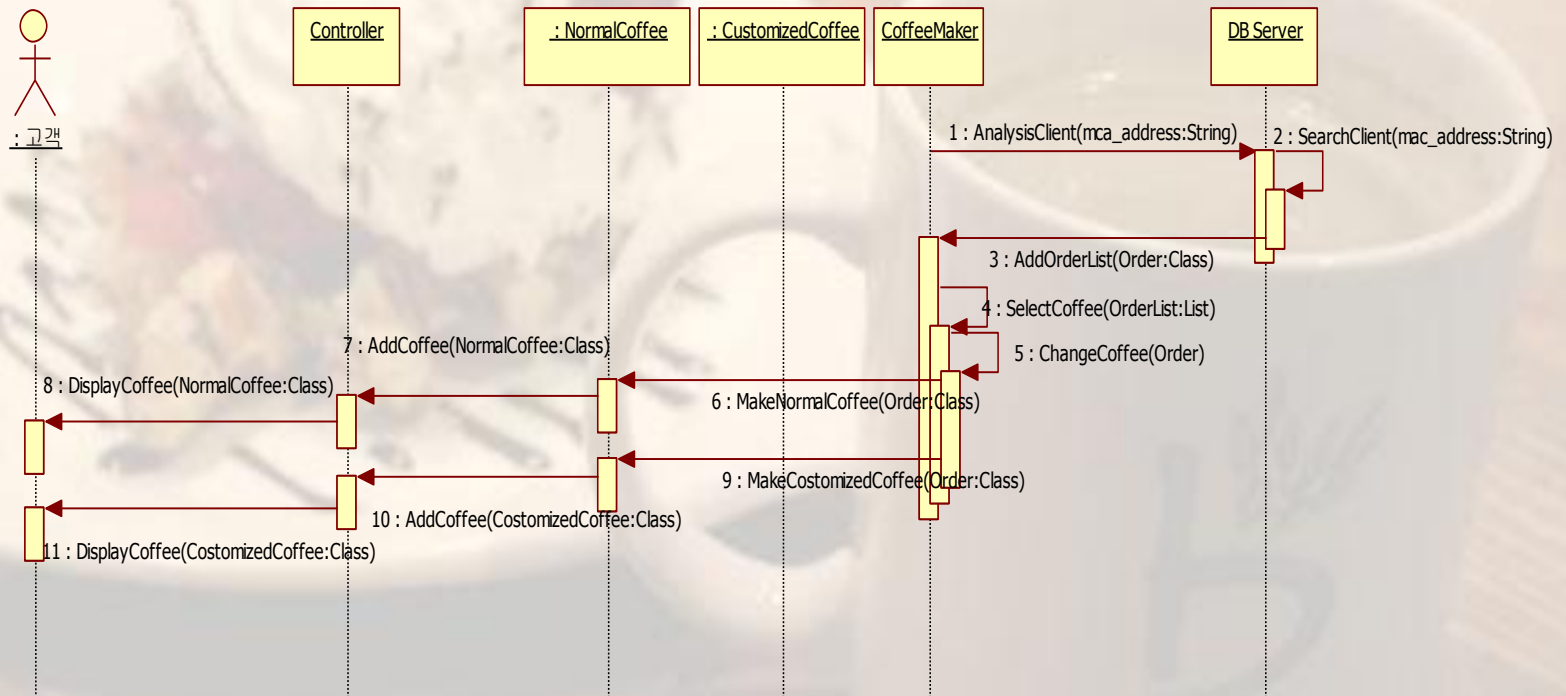 Controller
: NormalCoffee
: CustomizedCoffee
CoffeeMaker
DB Server
: 고객
1 : AnalysisClient(mca_address:String)
2 : SearchClient(mac_address:String)
3 : AddOrderList(Order:Class)
4 : SelectCoffee(OrderList:List)
5 : ChangeCoffee(Order)
6 : MakeNormalCoffee(Order:Class)
7 : AddCoffee(NormalCoffee:Class)
8 : DisplayCoffee(NormalCoffee:Class)
9 : MakeCostomizedCoffee(Order:Class)
10 : AddCoffee(CostomizedCoffee:Class)
11 : DisplayCoffee(CostomizedCoffee:Class)